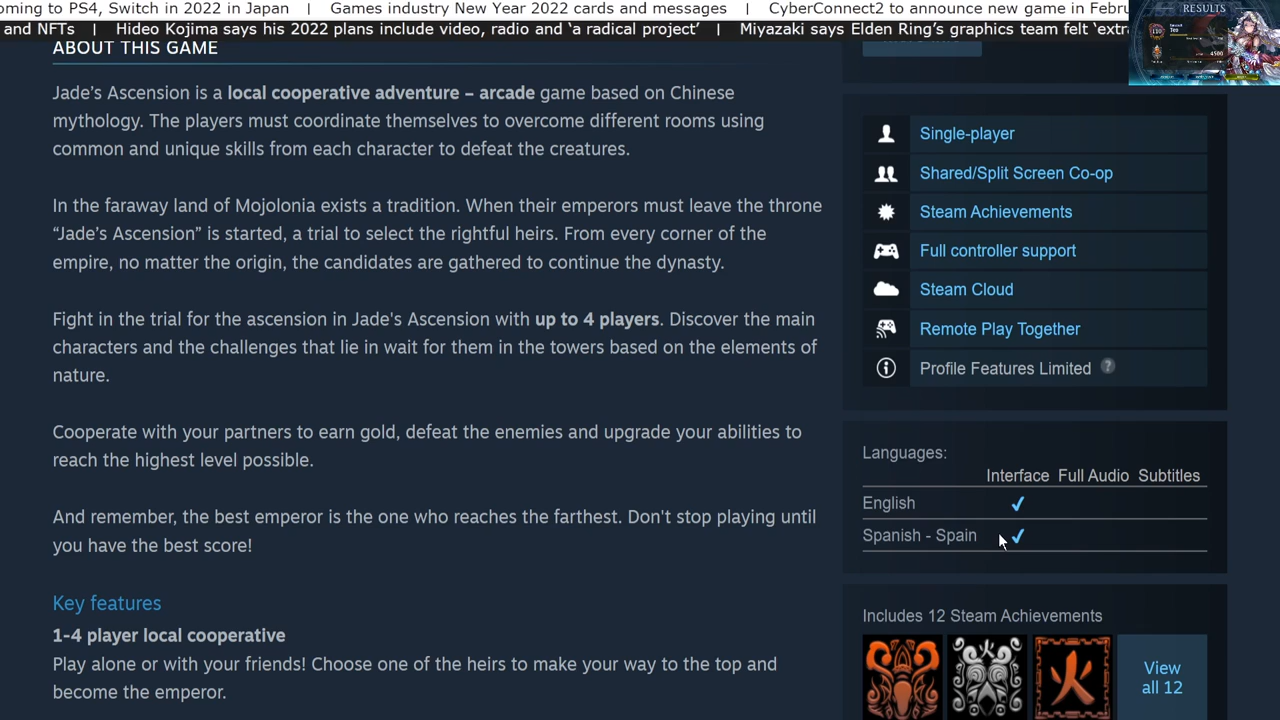 oming to PS4, Switch in 2022 in Japan | Games industry New Year 2022 cards and messages | CyberConnect2 to announce new game in Febru
and NFTs | Hideo Kojima says his 2022 plans include video, radio and ‘a radical project’ | Miyazaki says Elden Ring’s graphics team felt ‘extra
RESULTS
4500
ABOUT THIS GAME
Jade’s Ascension is a local cooperative adventure – arcade game based on Chinese
mythology. The players must coordinate themselves to overcome different rooms using
common and unique skills from each character to defeat the creatures.
In the faraway land of Mojolonia exists a tradition. When their emperors must leave the throne
“Jade’s Ascension” is started, a trial to select the rightful heirs. From every corner of the
empire, no matter the origin, the candidates are gathered to continue the dynasty.
Fight in the trial for the ascension in Jade's Ascension with up to 4 players. Discover the main
characters and the challenges that lie in wait for them in the towers based on the elements of
nature.
Cooperate with your partners to earn gold, defeat the enemies and upgrade your abilities to
reach the highest level possible.
And remember, the best emperor is the one who reaches the farthest. Don't stop playing until
you have the best score!
Key features
1-4 player local cooperative
Play alone or with your friends! Choose one of the heirs to make your way to the top and
become the emperor.
Single-player
Shared/Split Screen Co-op
Steam Achievements
Full controller support
Steam Cloud
Remote Play Together
Profile Features Limited ?
Languages:
Interface Full Audio Subtitles
English ✓
Spanish - Spain ✓
Includes 12 Steam Achievements
火
View
all 12